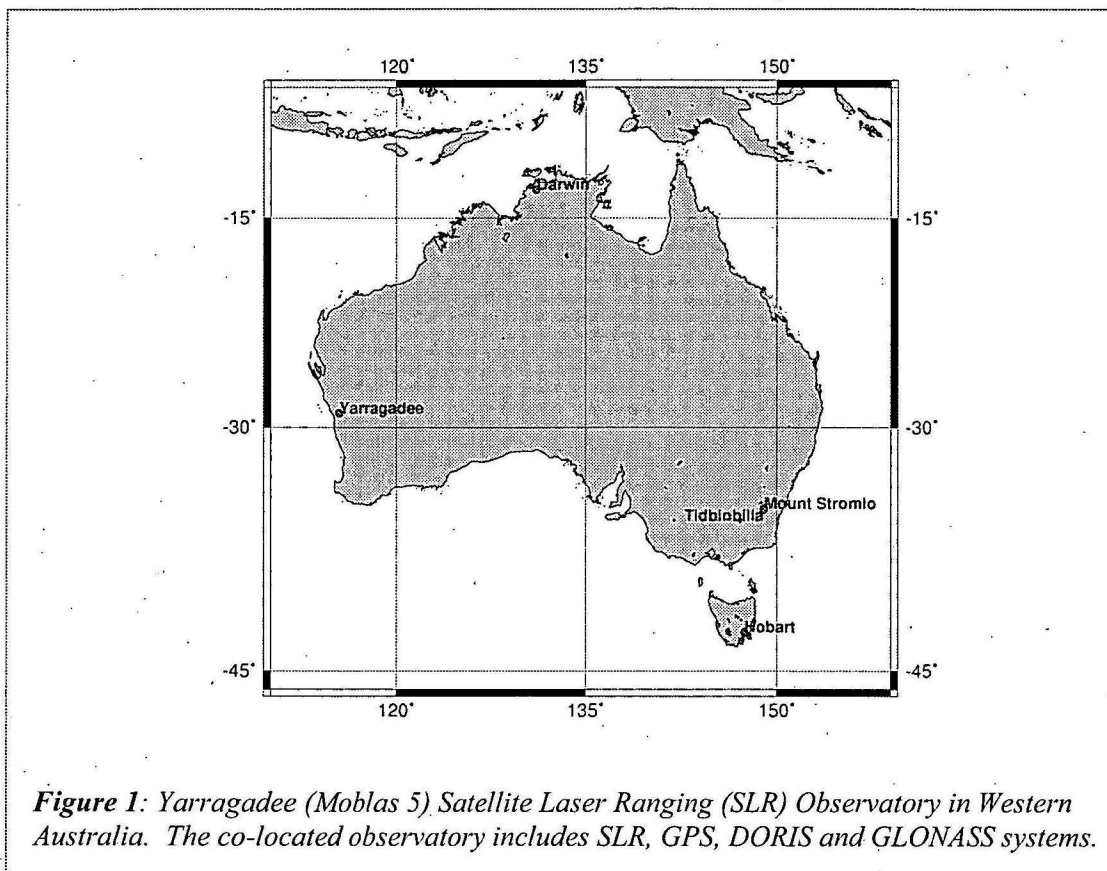 120° 135° 150°
Darwin
-15° -15°
Yarragadee
-30° -30°
Mount Stromlo
Tidbinbilla
Hobart
-45° -45°
120° 135° 150°
Figure 1: Yarragadee (Moblas 5) Satellite Laser Ranging (SLR) Observatory in Western
Australia. The co-located observatory includes SLR, GPS, DORIS and GLONASS systems.